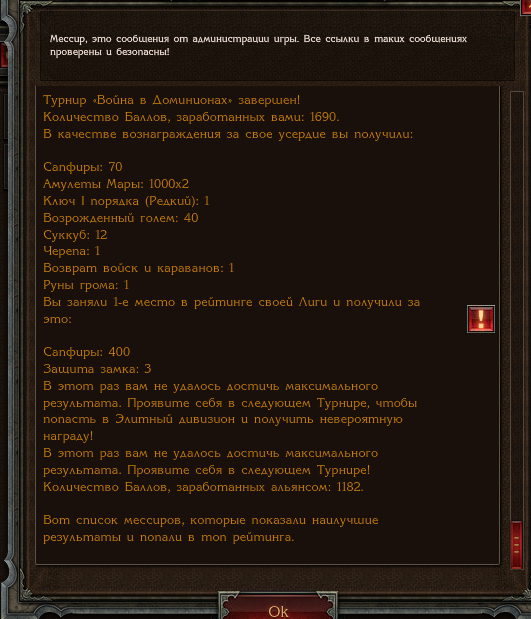 Мессир, это сообщения от администрации игры. Все ссылки в таких сообщениях
проверены и безопасны!
Турнир «Война в Доминионах» завершен!
Количество Баллов, заработанных вами: 1690.
В качестве вознаграждения за свое усердие вы получили:
Сапфиры: 70
Амулеты Мары: 1000x2
Ключ I порядка (Редкий): 1
Возрожденный голем: 40
Суккуб: 12
Черепа: 1
Возврат войск и караванов: 1
Руны грома: 1
Вы заняли 1-е место в рейтинге своей Лиги и получили за
это:
Сапфиры: 400
Защита замка: 3
В этот раз вам не удалось достичь максимального
результата. Проявите себя в следующем Турнире, чтобы
попасть в Элитный дивизион и получить невероятную
награду!
В этот раз вам не удалось достичь максимального
результата. Проявите себя в следующем Турнире!
Количество Баллов, заработанных альянсом: 1182.
Вот список мессиров, которые показали наилучшие
результаты и попали в топ рейтинга.
Ok